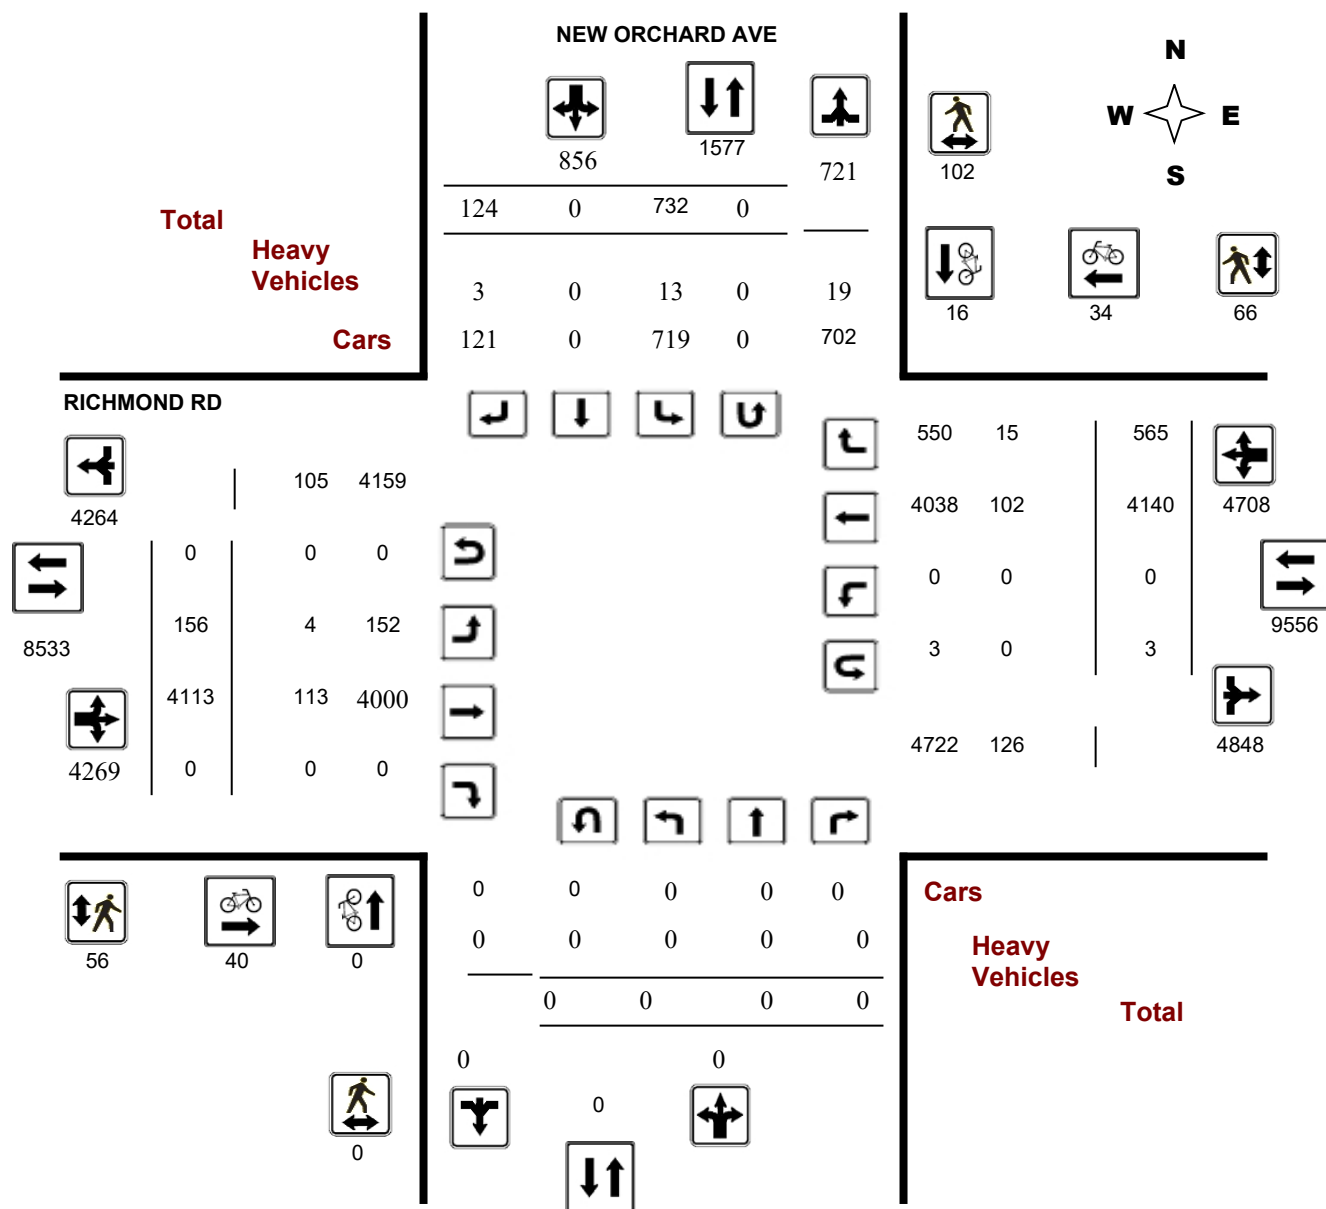 NEW ORCHARD AVE
N
W E
S
856 1577 721 102
124 0 732 0
Total
Heavy
Vehicles
3 0 13 0 19
16 34 66
Cars 121 0 719 0 702
RICHMOND RD
550 15 565
105 4159
4264
4038 102 4140 4708
0 0 0
0 0 0
156 4 152
8533
9556
3 0 3
4113 113 4000
4722 126 4848
4269 0 0 0
0 0 0 0 0
Cars
0 0 0 0 0
Heavy
Vehicles
56 40 0
0 0 0 0
Total
0 0
0
0